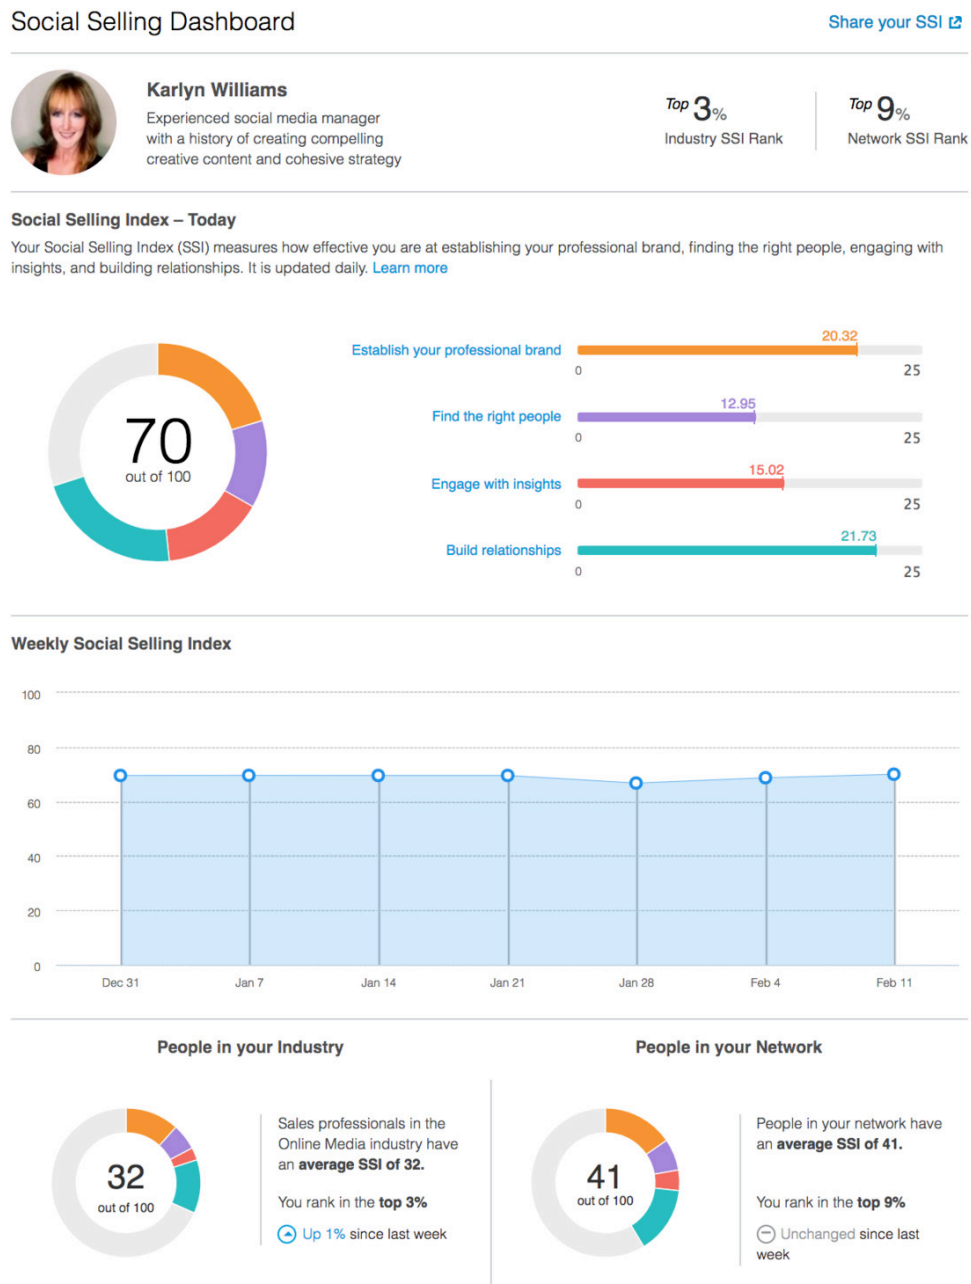 Social Selling Dashboard
Share your SSI
Karlyn Williams
Experienced social media manager
with a history of creating compelling
creative content and cohesive strategy
Top 3%
Industry SSI Rank
Top 9%
Network SSI Rank
Social Selling Index – Today
Your Social Selling Index (SSI) measures how effective you are at establishing your professional brand, finding the right people, engaging with
insights, and building relationships. It is updated daily. Learn more
70
out of 100
20.32
Establish your professional brand
0 25
12.95
Find the right people
0 25
15.02
Engage with insights
0 25
21.73
Build relationships
0 25
Weekly Social Selling Index
100
80
60
40
20
0
Dec 31 Jan 7 Jan 14 Jan 21 Jan 28 Feb 4 Feb 11
People in your Industry
32
out of 100
Sales professionals in the
Online Media industry have
an average SSI of 32.
You rank in the top 3%
Up 1% since last week
People in your Network
41
out of 100
People in your network have
an average SSI of 41.
You rank in the top 9%
Unchanged since last
week